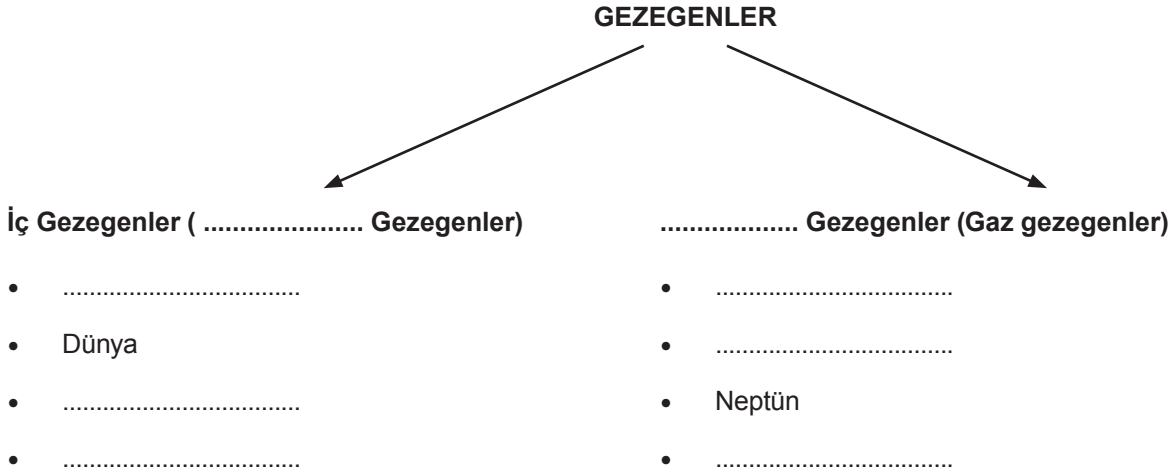 GEZEGENLER
İç Gezegenler ( ...................... Gezegenler)
................... Gezegenler (Gaz gezegenler)
• ....................................
• Dünya
• ....................................
• ....................................
• ....................................
• ....................................
• Neptün
• ....................................